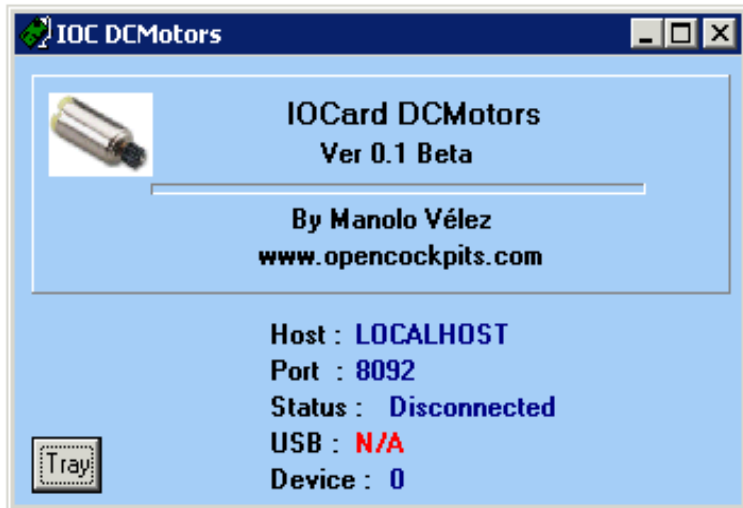 IOC DCMotors
IOCard DCMotors
Ver 0.1 Beta
By Manolo Vélez
www.opencockpits.com
Host : LOCALHOST
Port : 8092
Status : Disconnected
USB : N/A
Tray
Device : 0